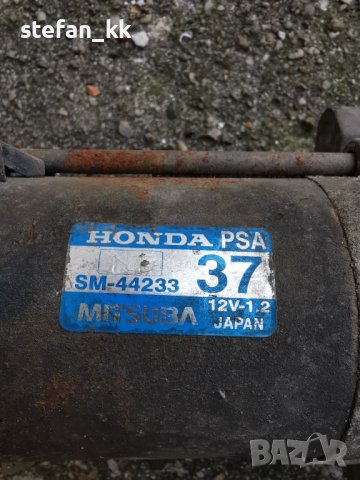 stefan_kk
HONDA PSA
37
SM-44233
12V-1.2
MITSUBA
JAPAN
BAZAR